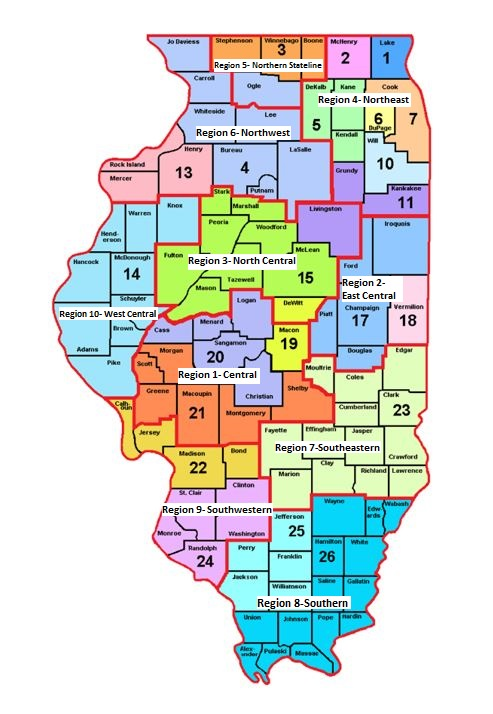 Jo Daviess
Stephenson
Winnebago
Boone
McHenry
Lake
3
2
1
Region 5- Northern Stateline
Carroll
Ogle
DeKalb
Kane
Cook
Region 4- Northeast
Whiteside
Lee
5
6
7
DuPage
Region 6- Northwest
Kendall
Will
Henry
Bureau
LaSalle
10
Rock Island
13
4
Grundy
Mercer
Putnam
Kankakee
11
Stark
Marshall
Knox
Warren
Livingston
Peoria
Woodford
Iroquois
Hend-
erson
McDonough
Fulton
McLean
Hancock
Region 3- North Central
Ford
14
Tazewell
15
Mason
Region 2-
East Central
Schuyler
Logan
DeWitt
Piatt
Champaign
Vermilion
Region 10- West Central
Menard
17
18
Brown
Cass
Macon
Sangamon
19
Adams
Morgan
20
Douglas
Edgar
Pike
Scott
Moultrie
Region 1- Central
Coles
Greene
Macoupin
Christian
Shelby
Clark
Calh-
oun
21
Montgomery
Cumberland
23
Jersey
Fayette
Effingham
Jasper
Region 7-Southeastern
Madison
Bond
Crawford
22
Clay
Richland
Lawrence
Clinton
Marion
St. Clair
Wayne
Edw-
ards
Wabash
Region 9- Southwestern
Jefferson
Monroe
Washington
25
Randolph
Perry
Hamilton
White
24
Franklin
26
Jackson
Saline
Gallatin
Williamson
Region 8-Southern
Union
Johnson
Pope
Hardin
Alex-
ander
Pulaski
Massac